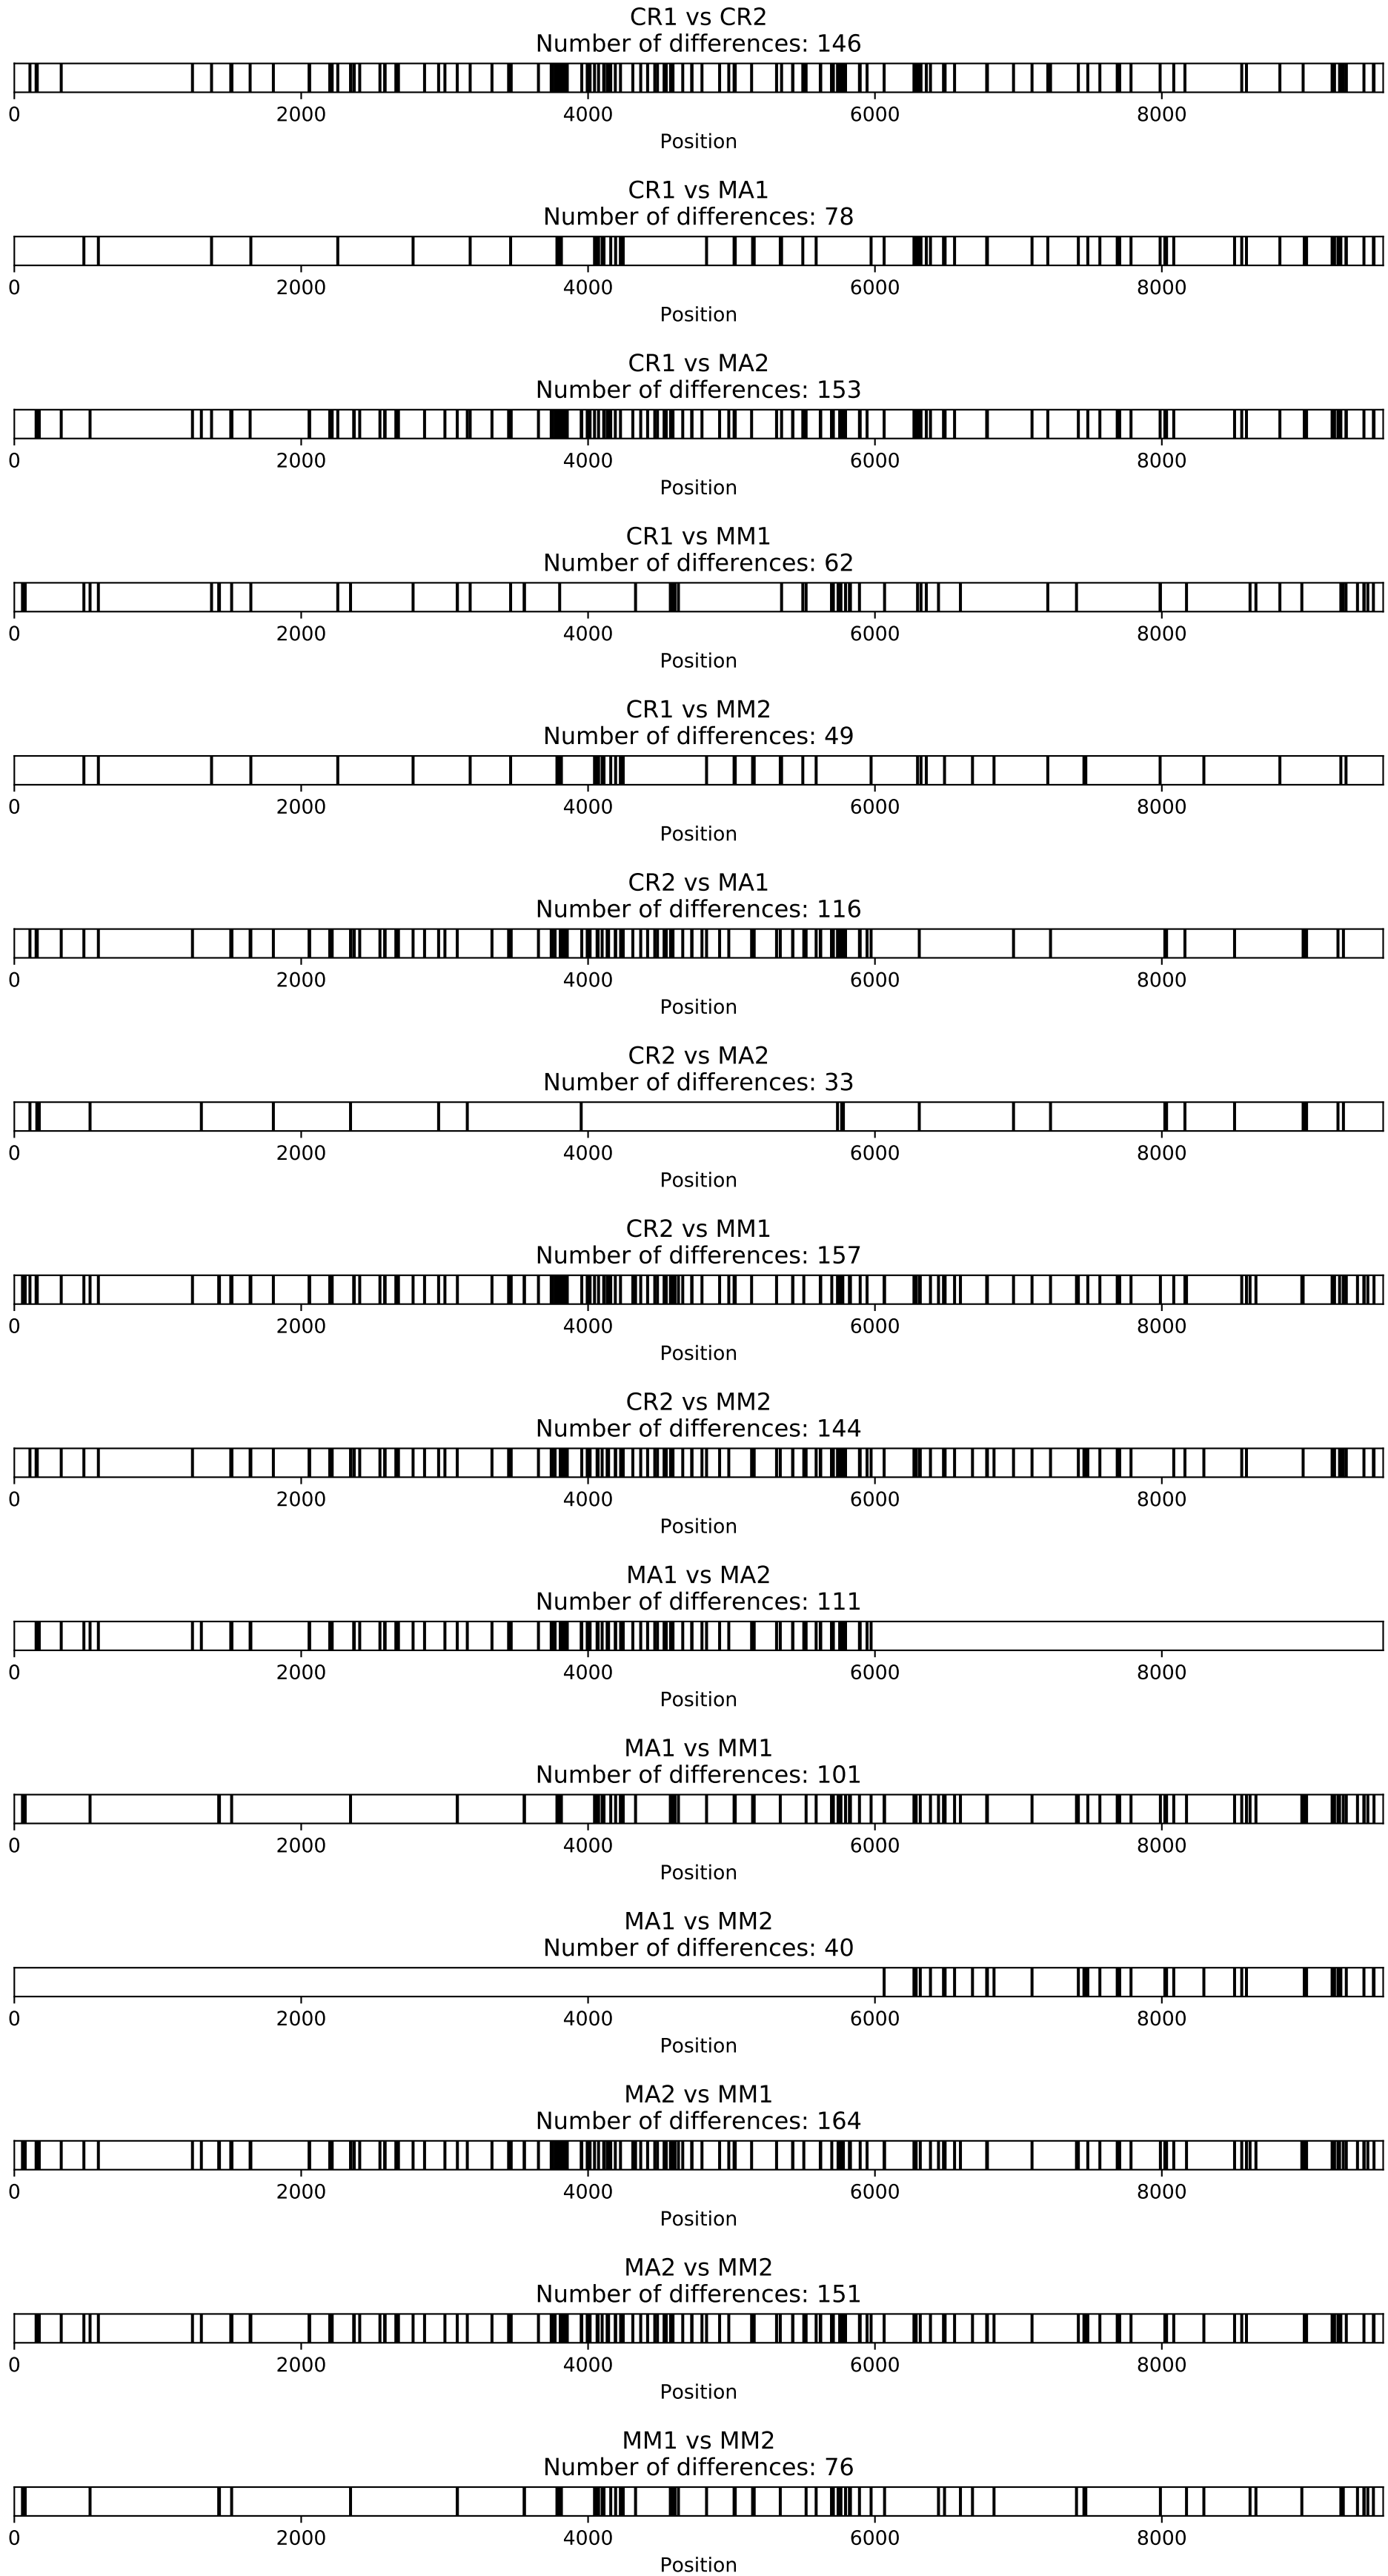 CR1 vs CR2
Number of differences: 146
0 2000 4000 6000 8000
Position
CR1 vs MA1
Number of differences: 78
0 2000 4000 6000 8000
Position
CR1 vs MA2
Number of differences: 153
0 2000 4000 6000 8000
Position
CR1 vs MM1
Number of differences: 62
0 2000 4000 6000 8000
Position
CR1 vs MM2
Number of differences: 49
0 2000 4000 6000 8000
Position
CR2 vs MA1
Number of differences: 116
0 2000 4000 6000 8000
Position
CR2 vs MA2
Number of differences: 33
0 2000 4000 6000 8000
Position
CR2 vs MM1
Number of differences: 157
0 2000 4000 6000 8000
Position
CR2 vs MM2
Number of differences: 144
0 2000 4000 6000 8000
Position
MA1 vs MA2
Number of differences: 111
0 2000 4000 6000 8000
Position
MA1 vs MM1
Number of differences: 101
0 2000 4000 6000 8000
Position
MA1 vs MM2
Number of differences: 40
0 2000 4000 6000 8000
Position
MA2 vs MM1
Number of differences: 164
0 2000 4000 6000 8000
Position
MA2 vs MM2
Number of differences: 151
0 2000 4000 6000 8000
Position
MM1 vs MM2
Number of differences: 76
0 2000 4000 6000 8000
Position